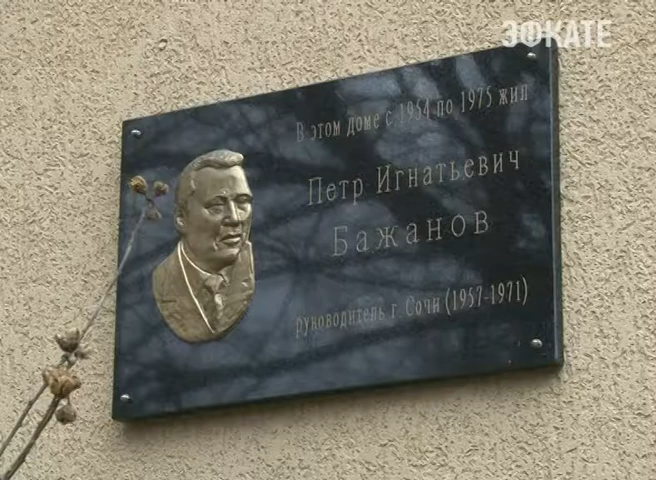 ЭФКАТЕ
В этом доме с 1954 по 1975 жил
Петр Игнатьевич
Бажанов
руководитель г. Сочи (1957-1971)